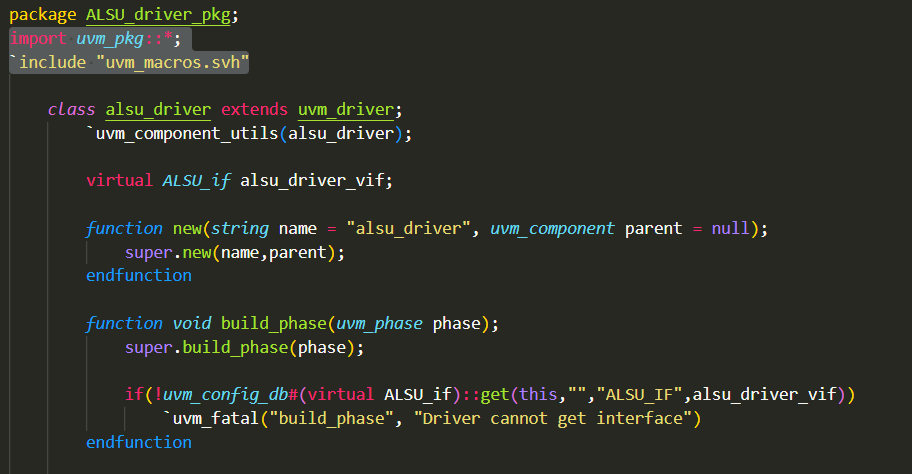 package ALSU_driver_pkg;
import uvm_pkg::*;
`include "uvm_macros.svh"
class alsu_driver extends uvm_driver;
`uvm_component_utils(alsu_driver);
virtual ALSU_if alsu_driver_vif;
function new(string name = "alsu_driver", uvm_component parent = null);
super.new(name,parent);
endfunction
function void build_phase(uvm_phase phase);
super.build_phase(phase);
if(!uvm_config_db#(virtual ALSU_if)::get(this,"","ALSU_IF",alsu_driver_vif))
`uvm_fatal("build_phase", "Driver cannot get interface")
endfunction